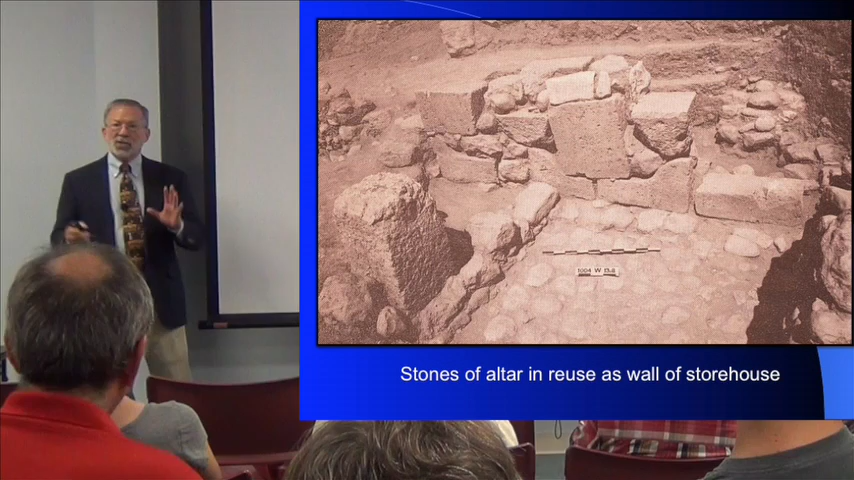 1004 W 13.8
Stones of altar in reuse as wall of storehouse